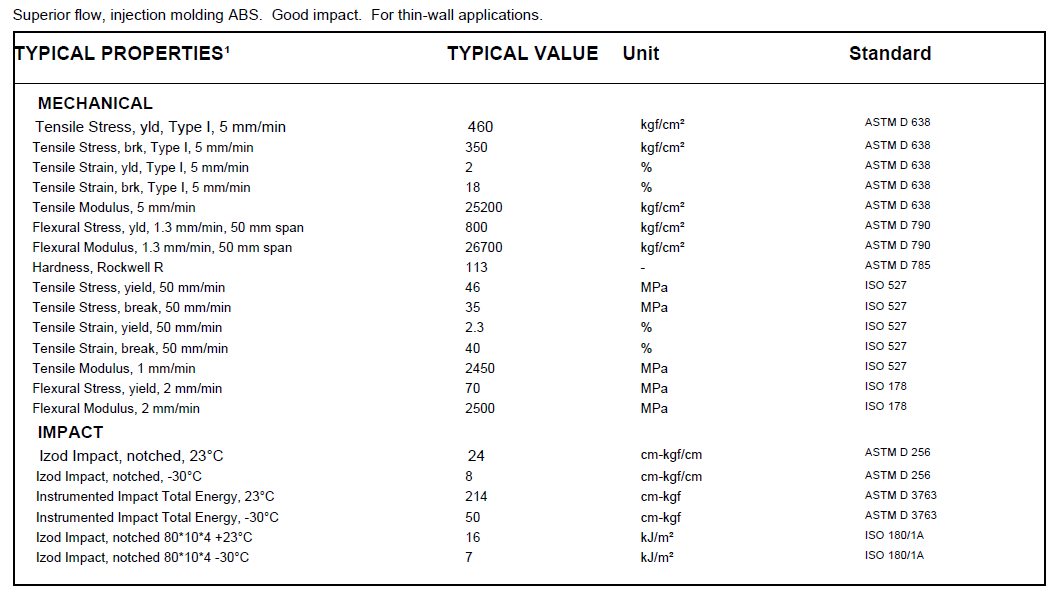 Superior flow, injection molding ABS.  Good impact.  For thin-wall applications.
TYPICAL PROPERTIES¹ TYPICAL VALUE Unit Standard
MECHANICAL
Tensile Stress, yld, Type I, 5 mm/min 460 kgf/cm² ASTM D 638
Tensile Stress, brk, Type I, 5 mm/min 350 kgf/cm² ASTM D 638
Tensile Strain, yld, Type I, 5 mm/min 2 % ASTM D 638
Tensile Strain, brk, Type I, 5 mm/min 18 % ASTM D 638
Tensile Modulus, 5 mm/min 25200 kgf/cm² ASTM D 638
Flexural Stress, yld, 1.3 mm/min, 50 mm span 800 kgf/cm² ASTM D 790
Flexural Modulus, 1.3 mm/min, 50 mm span 26700 kgf/cm² ASTM D 790
Hardness, Rockwell R 113 - ASTM D 785
Tensile Stress, yield, 50 mm/min 46 MPa ISO 527
Tensile Stress, break, 50 mm/min 35 MPa ISO 527
Tensile Strain, yield, 50 mm/min 2.3 % ISO 527
Tensile Strain, break, 50 mm/min 40 % ISO 527
Tensile Modulus, 1 mm/min 2450 MPa ISO 527
Flexural Stress, yield, 2 mm/min 70 MPa ISO 178
Flexural Modulus, 2 mm/min 2500 MPa ISO 178
IMPACT
Izod Impact, notched, 23°C 24 cm-kgf/cm ASTM D 256
Izod Impact, notched, -30°C 8 cm-kgf/cm ASTM D 256
Instrumented Impact Total Energy, 23°C 214 cm-kgf ASTM D 3763
Instrumented Impact Total Energy, -30°C 50 cm-kgf ASTM D 3763
Izod Impact, notched 80*10*4 +23°C 16 kJ/m² ISO 180/1A
Izod Impact, notched 80*10*4 -30°C 7 kJ/m² ISO 180/1A